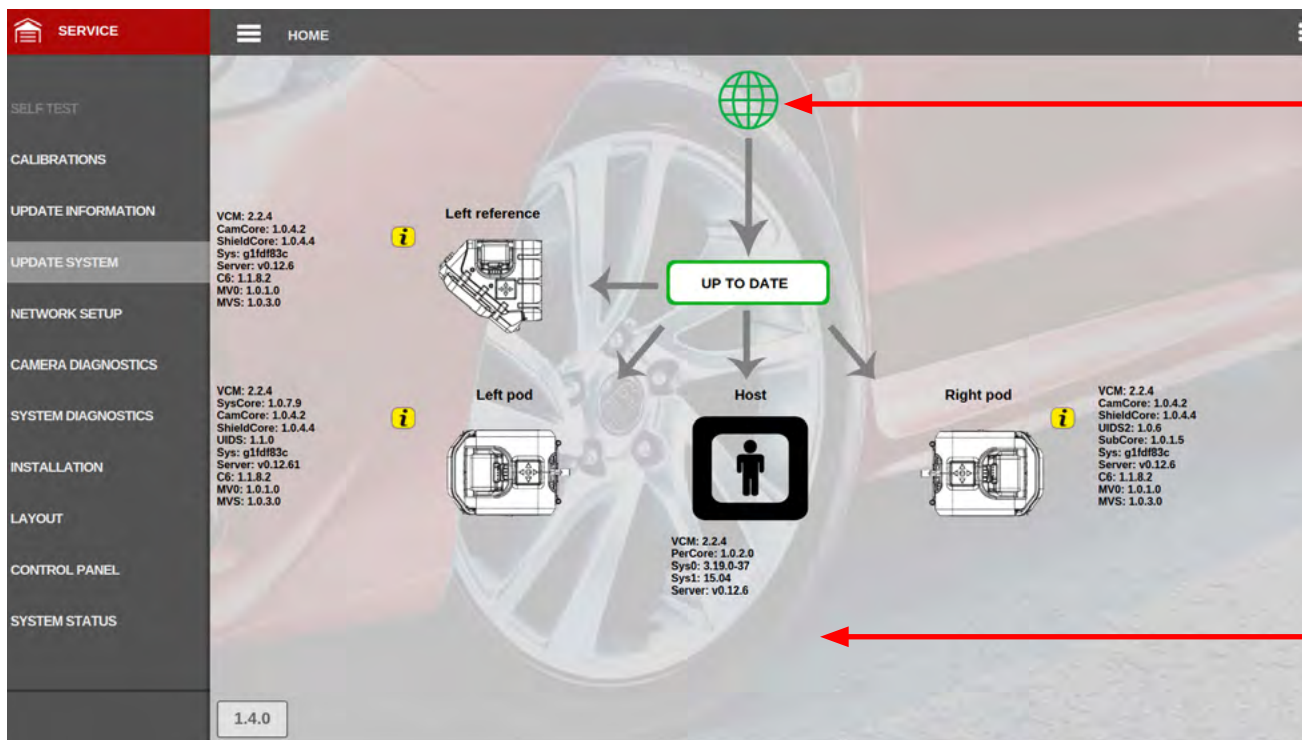 SERVICE
HOME
SELF TEST
CALIBRATIONS
UPDATE INFORMATION
UPDATE SYSTEM
NETWORK SETUP
CAMERA DIAGNOSTICS
SYSTEM DIAGNOSTICS
INSTALLATION
LAYOUT
CONTROL PANEL
SYSTEM STATUS
VCM: 2.2.4
CamCore: 1.0.4.2
ShieldCore: 1.0.4.4
Sys: g1fdf83c
Server: v0.12.6
C6: 1.1.8.2
MV0: 1.0.1.0
MVS: 1.0.3.0
i
Left reference
UP TO DATE
VCM: 2.2.4
SysCore: 1.0.7.9
CamCore: 1.0.4.2
ShieldCore: 1.0.4.4
UIDS: 1.1.0
Sys: g1fdf83c
Server: v0.12.61
C6: 1.1.8.2
MV0: 1.0.1.0
MVS: 1.0.3.0
i
Left pod
Host
VCM: 2.2.4
PerCore: 1.0.2.0
Sys0: 3.19.0-37
Sys1: 15.04
Server: v0.12.6
Right pod
i
VCM: 2.2.4
CamCore: 1.0.4.2
ShieldCore: 1.0.4.4
UIDS2: 1.0.6
SubCore: 1.0.1.5
Sys: g1fdf83c
Server: v0.12.6
C6: 1.1.8.2
MV0: 1.0.1.0
MVS: 1.0.3.0
1.4.0